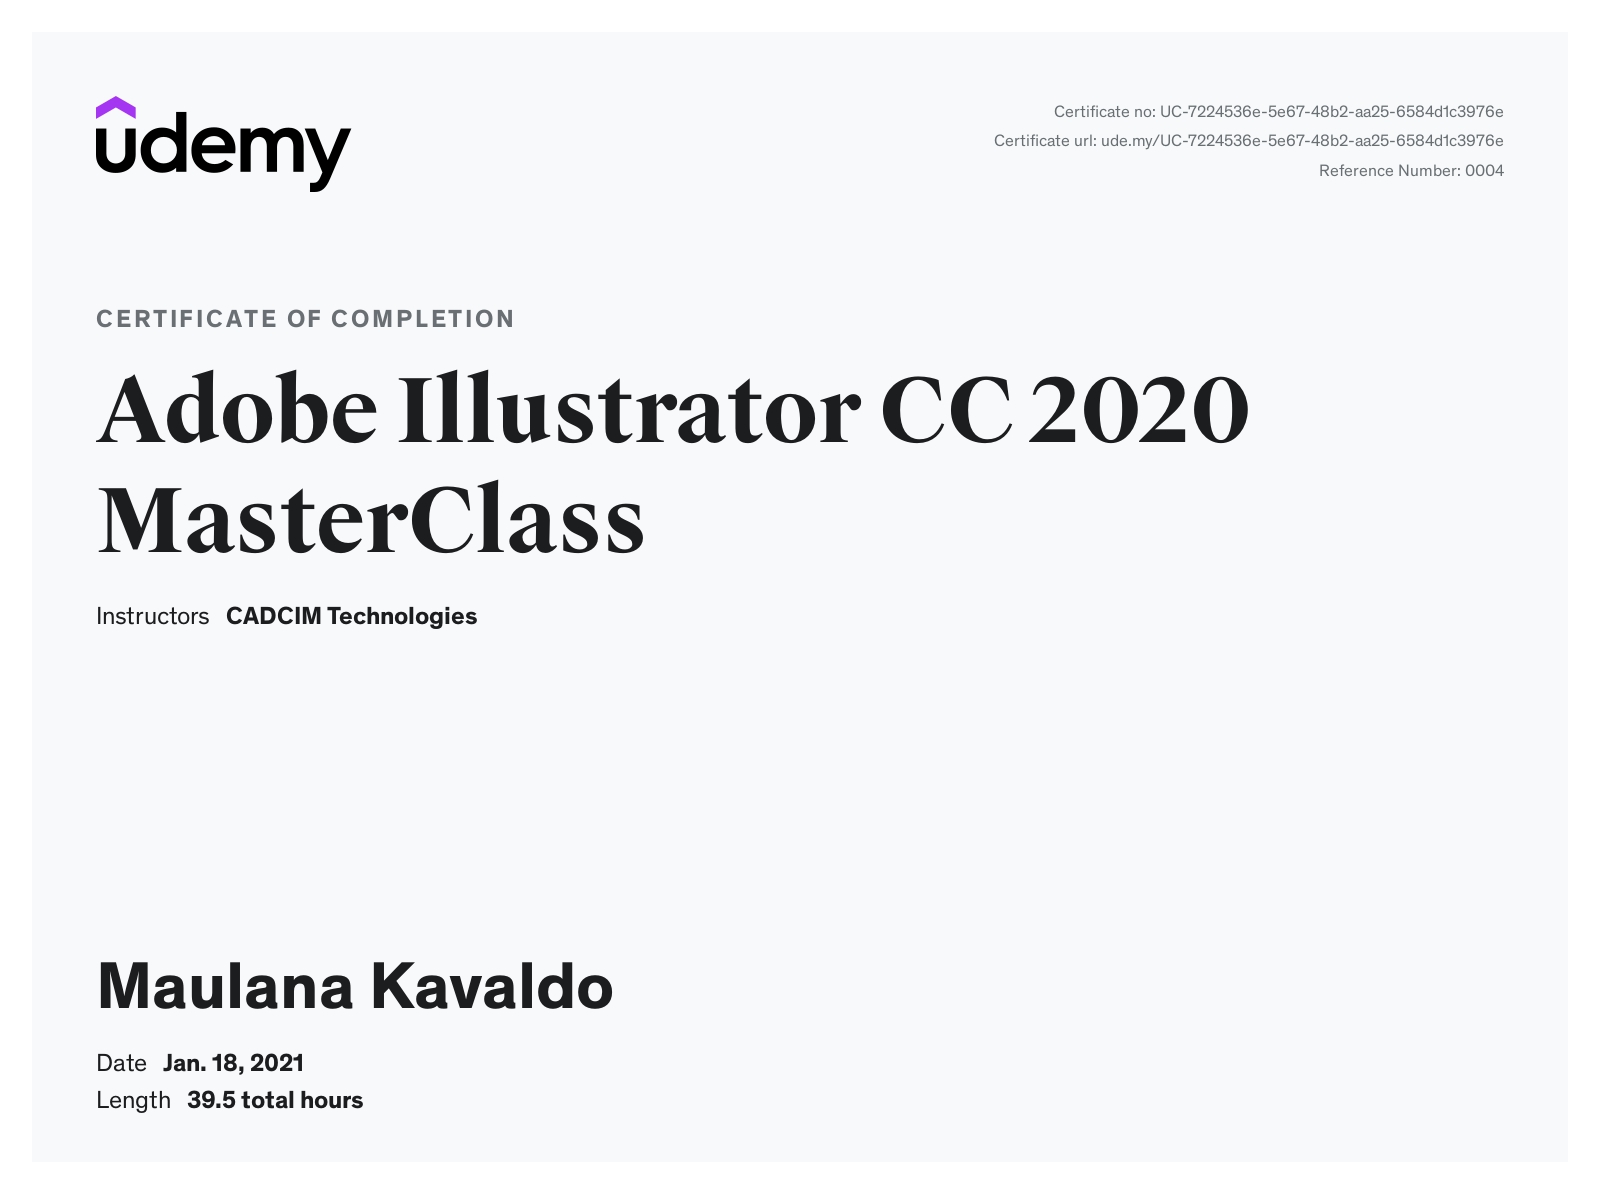 udemy
Certificate no: UC-7224536e-5e67-48b2-aa25-6584d1c3976e
Certificate url: ude.my/UC-7224536e-5e67-48b2-aa25-6584d1c3976e
Reference Number: 0004
CERTIFICATE OF COMPLETION
Adobe Illustrator CC 2020
MasterClass
Instructors CADCIM Technologies
Maulana Kavaldo
Date Jan. 18, 2021
Length 39.5 total hours